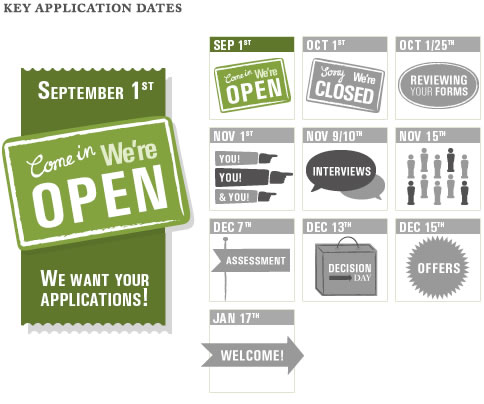 KEY APPLICATION DATES
SEPTEMBER 1ST
Come in We're
OPEN
WE WANT YOUR
APPLICATIONS!
SEP 1ST
Come in We're
OPEN
OCT 1ST
Sorry We're
CLOSED
OCT 1/25TH
REVIEWING
YOUR FORMS
NOV 1ST
YOU!
YOU!
& YOU!
NOV 9/10TH
INTERVIEWS
NOV 15TH
DEC 7TH
ASSESSMENT
DEC 13TH
DECISION
DAY
DEC 15TH
OFFERS
JAN 17TH
WELCOME!